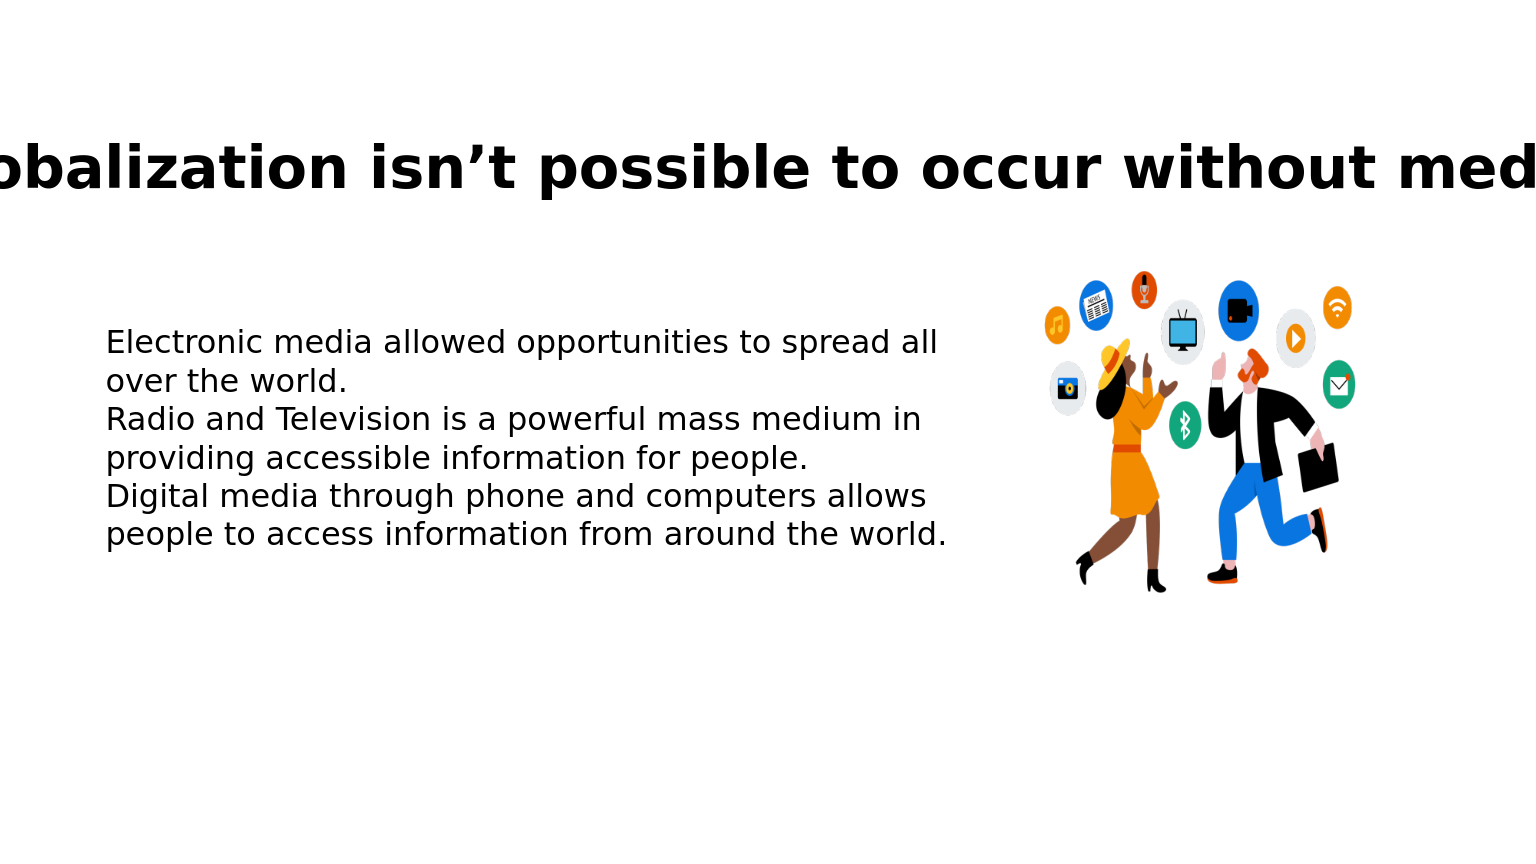 obalization isn’t possible to occur without med
Electronic media allowed opportunities to spread all
over the world.
Radio and Television is a powerful mass medium in
providing accessible information for people.
Digital media through phone and computers allows
people to access information from around the world.
NEWS